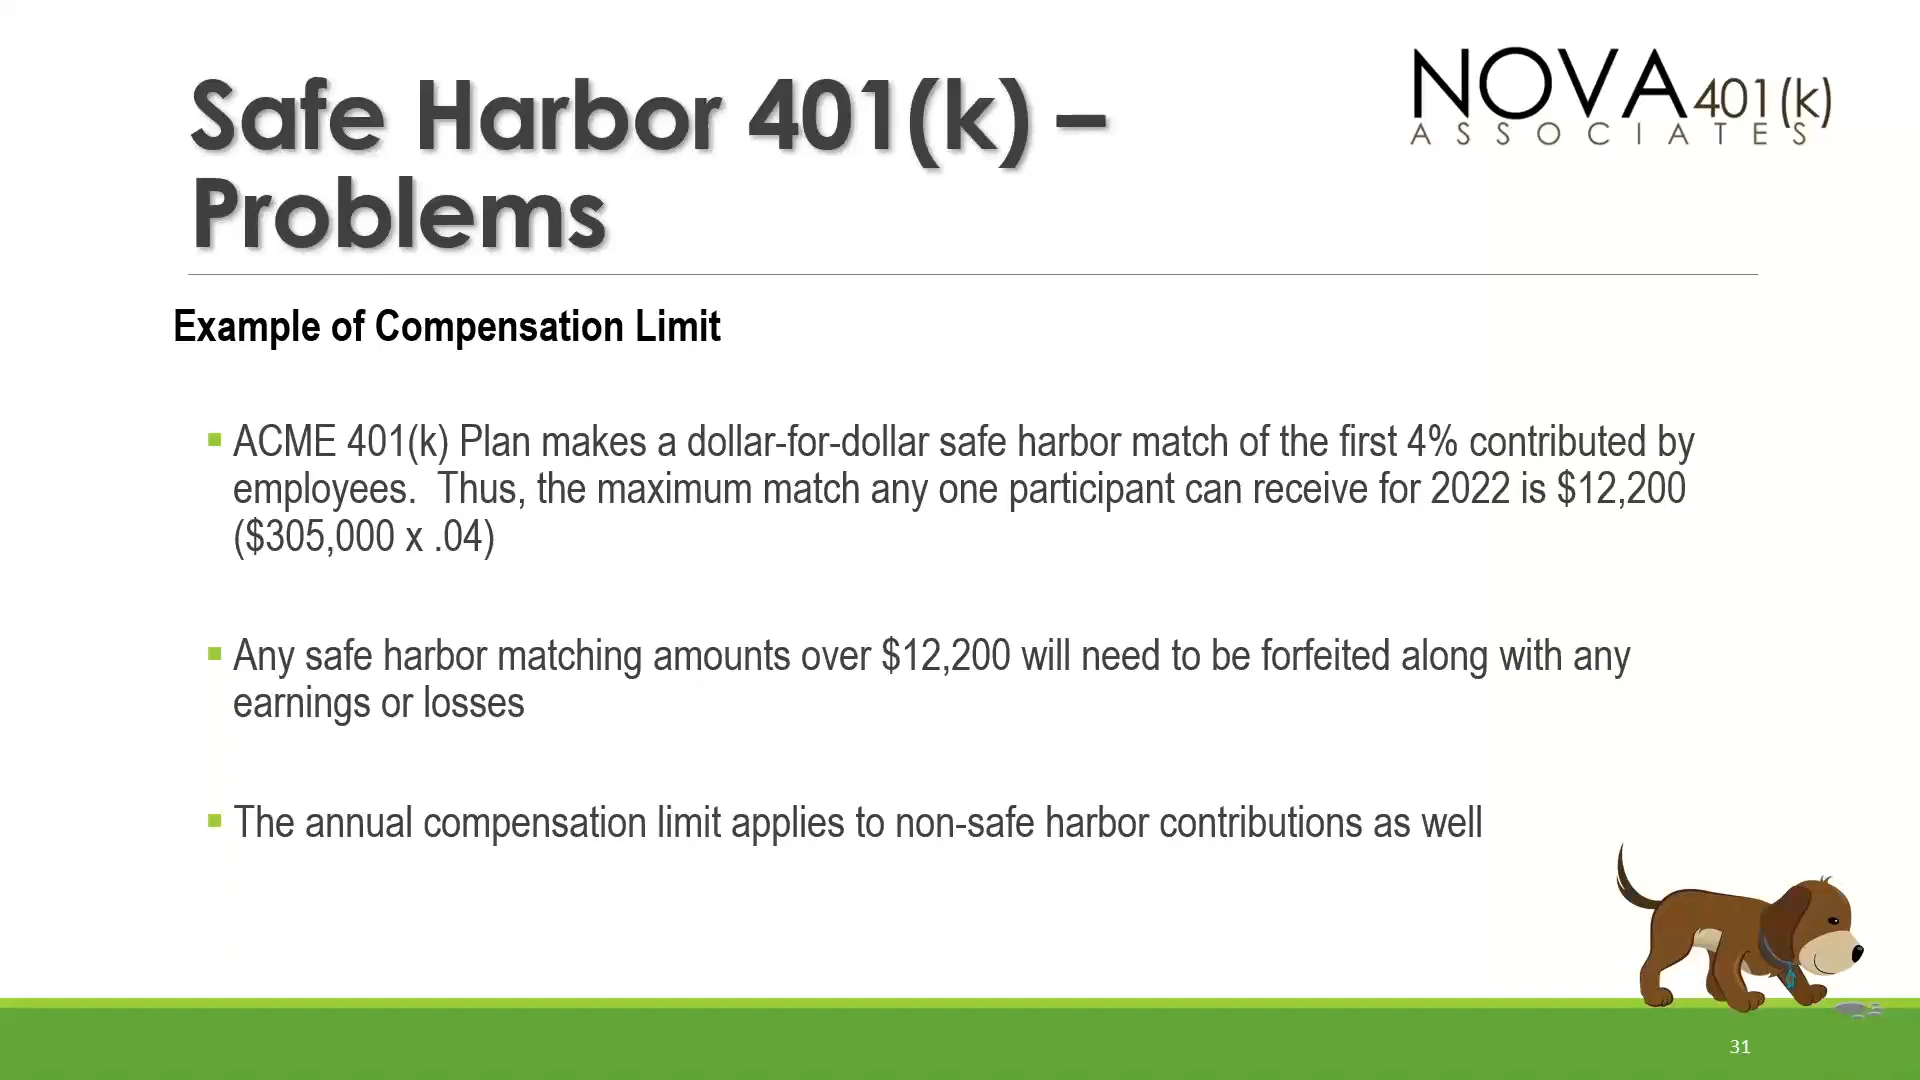 Safe Harbor 401(k) –
Problems
NOVA 401(k)
ASSOCIATES
Example of Compensation Limit
▪ ACME 401(k) Plan makes a dollar-for-dollar safe harbor match of the first 4% contributed by
employees.  Thus, the maximum match any one participant can receive for 2022 is $12,200
($305,000 x .04)
▪ Any safe harbor matching amounts over $12,200 will need to be forfeited along with any
earnings or losses
▪ The annual compensation limit applies to non-safe harbor contributions as well
31